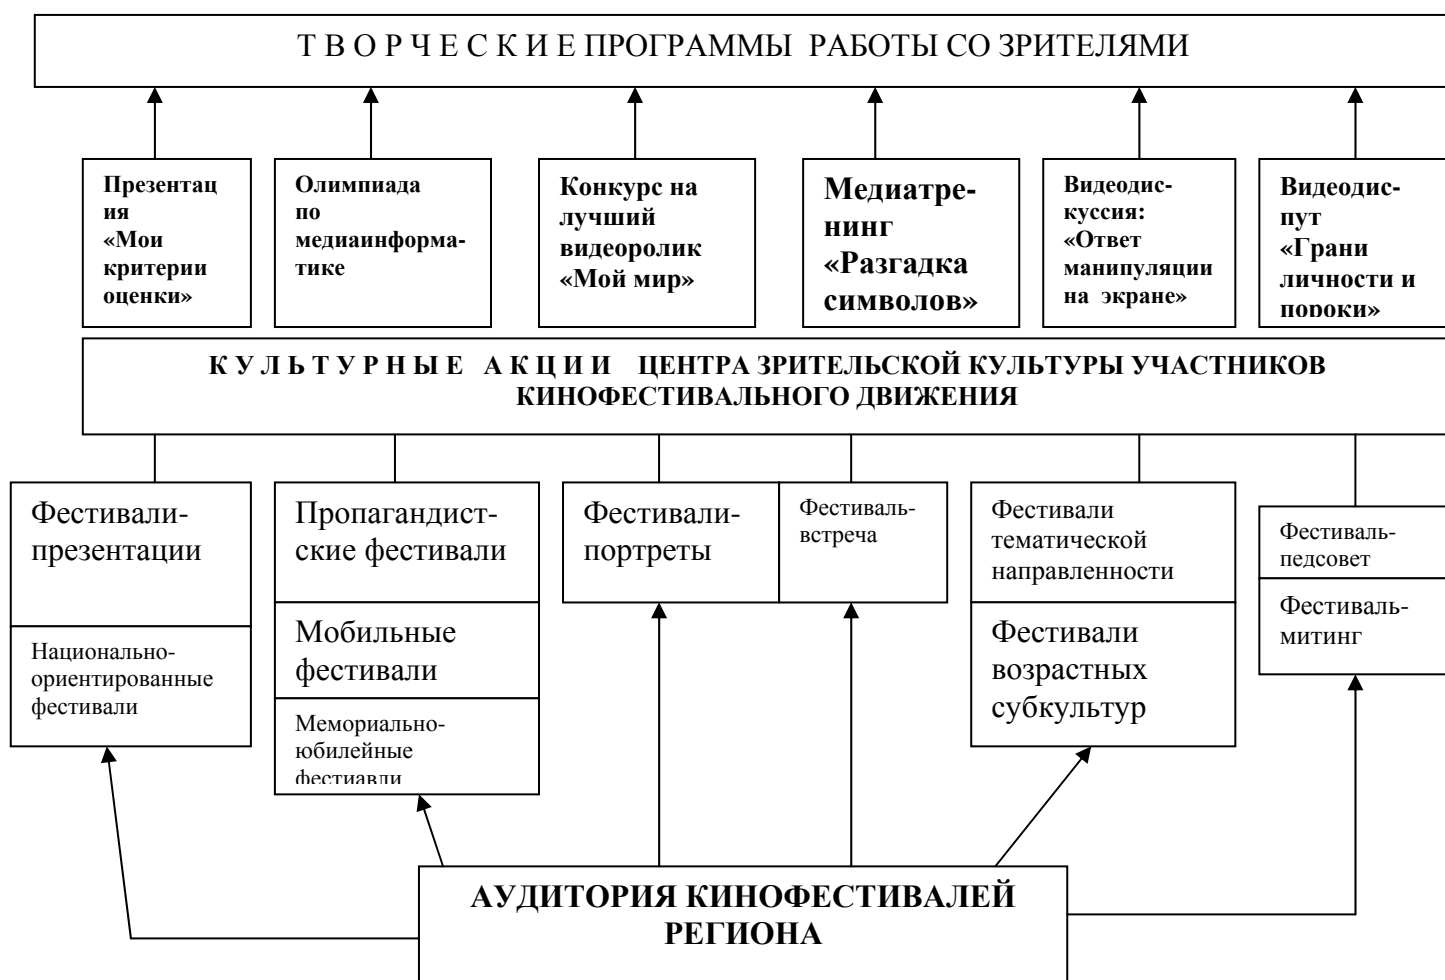 Т В О Р Ч Е С К И Е ПРОГРАММЫ РАБОТЫ СО ЗРИТЕЛЯМИ
Презентац
ия
«Мои
критерии
оценки»
Олимпиада
по
медиаинформа-
тике
Конкурс на
лучший
видеоролик
«Мой мир»
Медиатре-
нинг
«Разгадка
символов»
Видеодис-
куссия:
«Ответ
манипуляции
на экране»
Видеодис-
пут
«Грани
личности и
пороки»
К У Л Ь Т У Р Н Ы Е А К Ц И И ЦЕНТРА ЗРИТЕЛЬСКОЙ КУЛЬТУРЫ УЧАСТНИКОВ
КИНОФЕСТИВАЛЬНОГО ДВИЖЕНИЯ
Фестивали-
презентации
Национально-
ориентированные
фестивали
Пропагандист-
ские фестивали
Мобильные
фестивали
Мемориально-
юбилейные
фестиавли
Фестивали-
портреты
Фестиваль-
встреча
Фестивали
тематической
направленности
Фестивали
возрастных
субкультур
Фестиваль-
педсовет
Фестиваль-
митинг
АУДИТОРИЯ КИНОФЕСТИВАЛЕЙ
РЕГИОНА